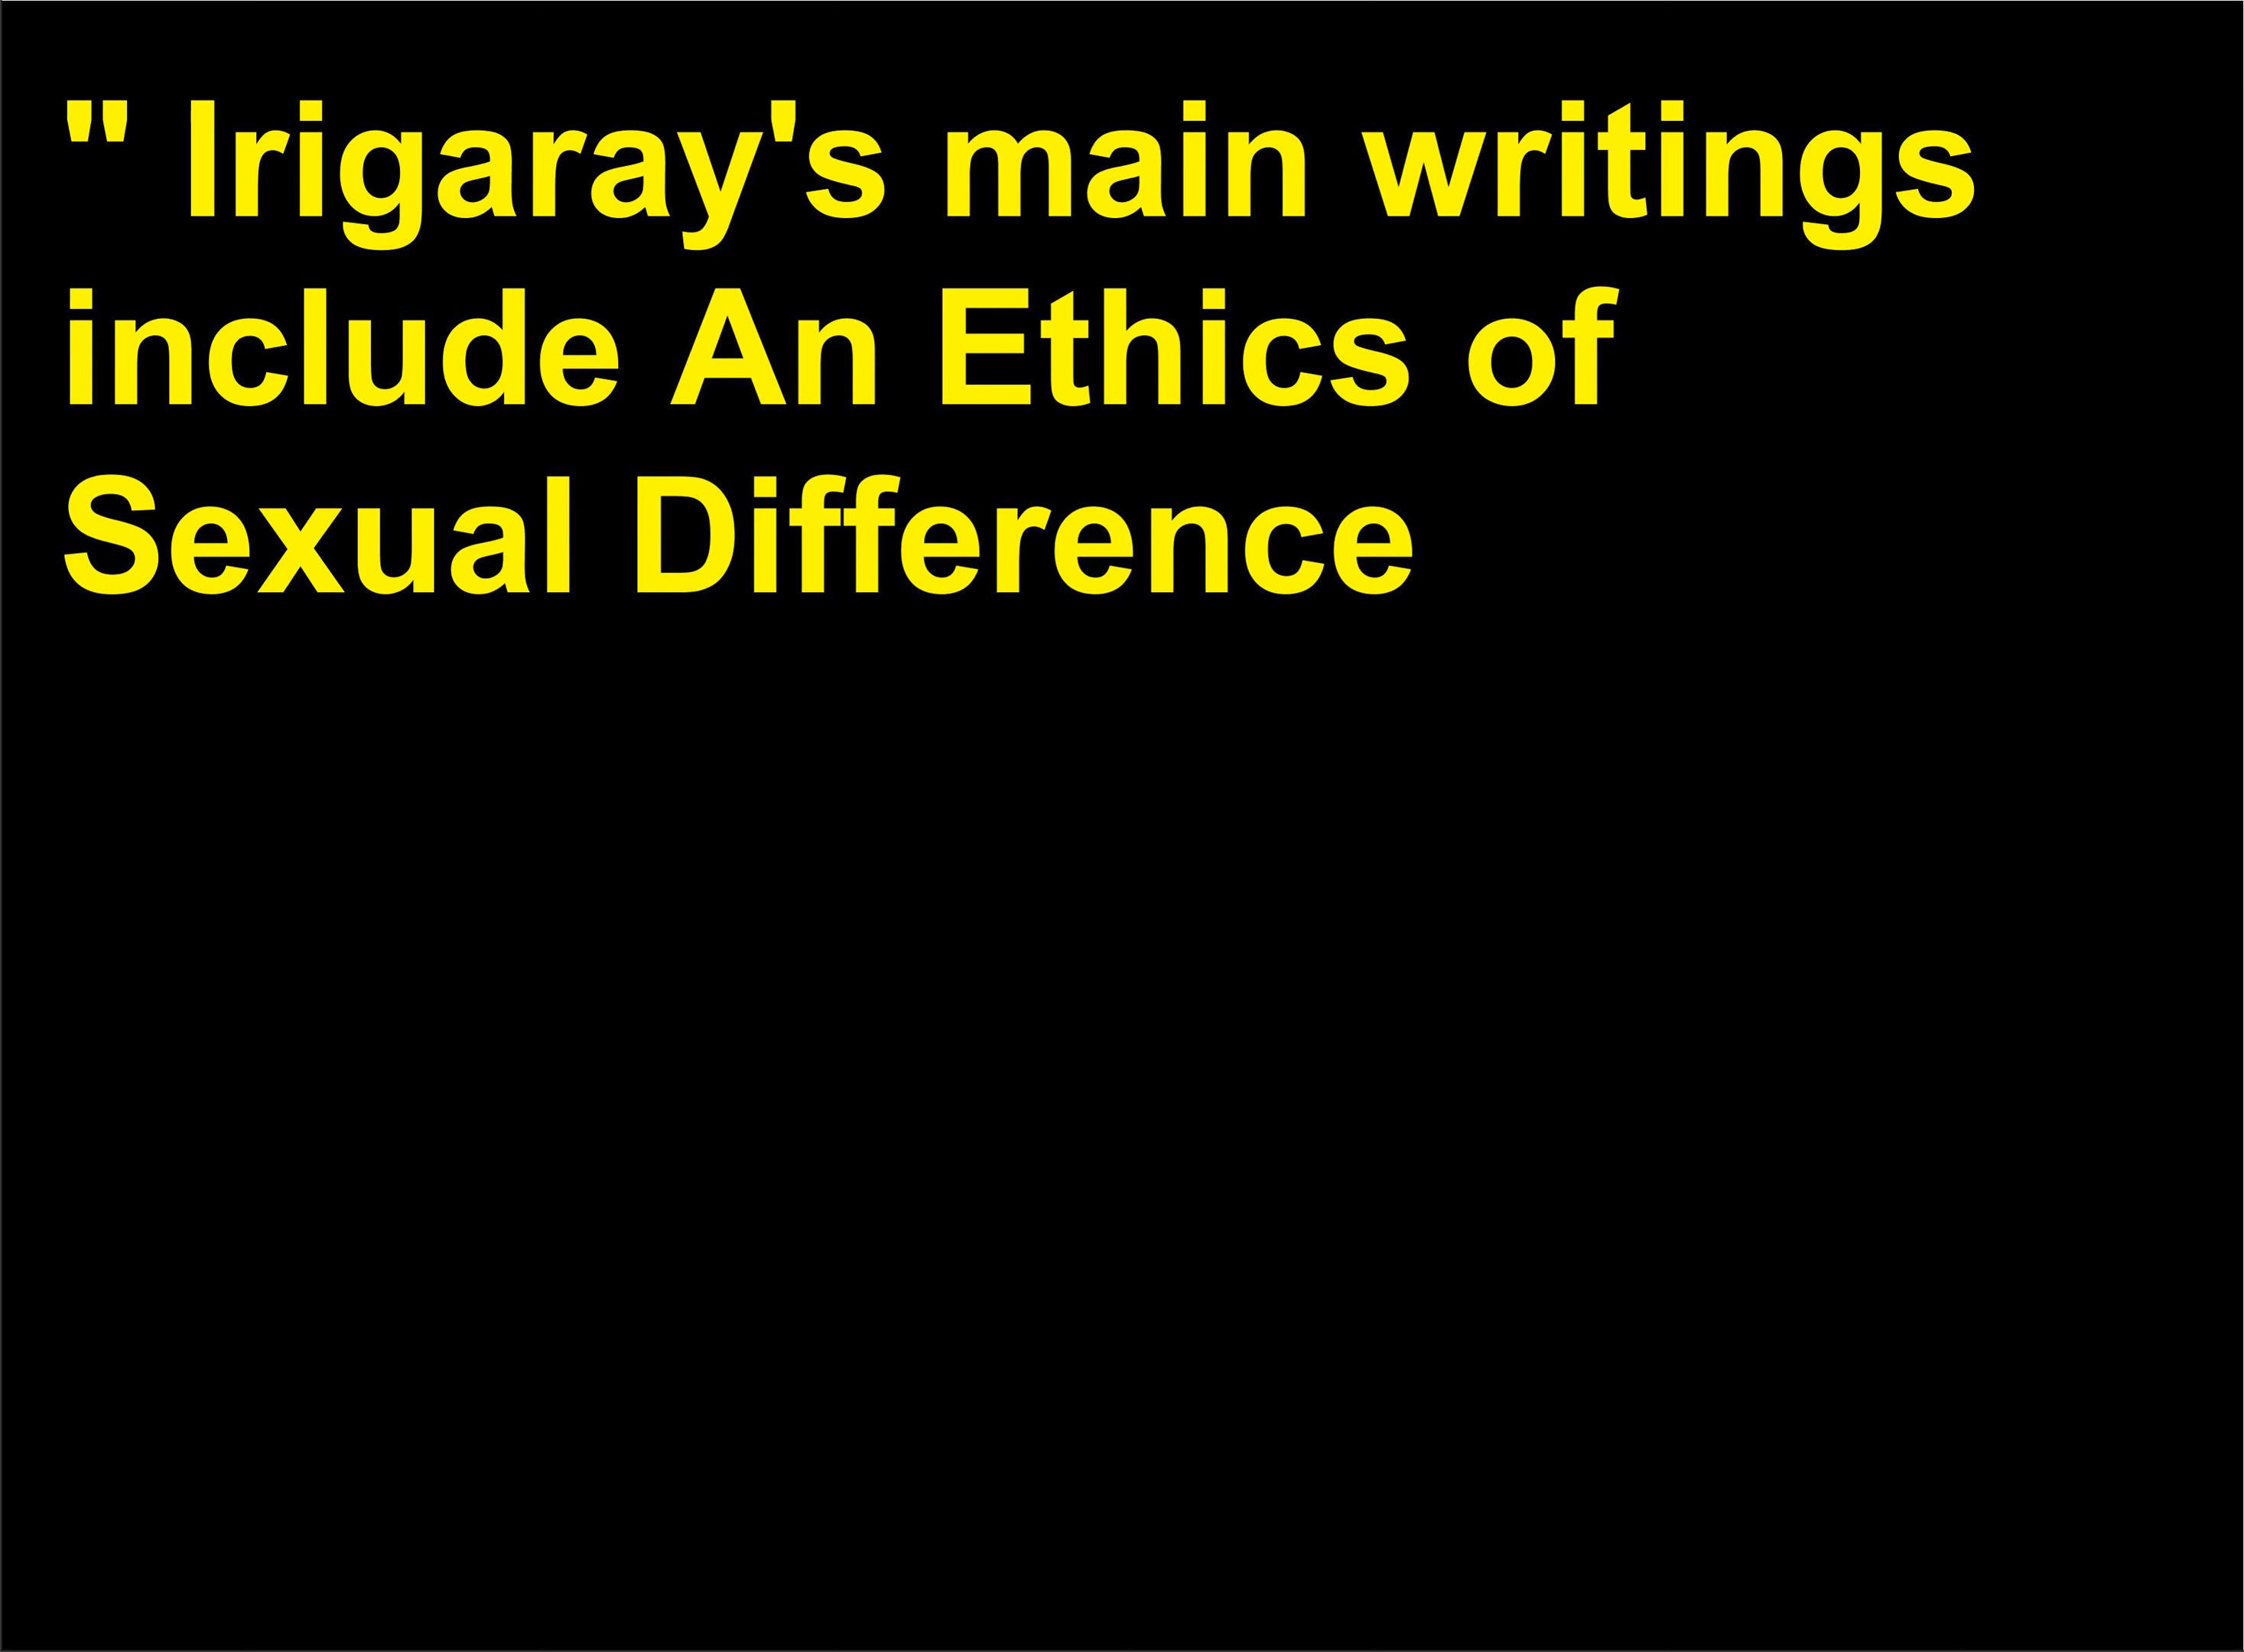 " Irigaray's main writings
include An Ethics of
Sexual Difference